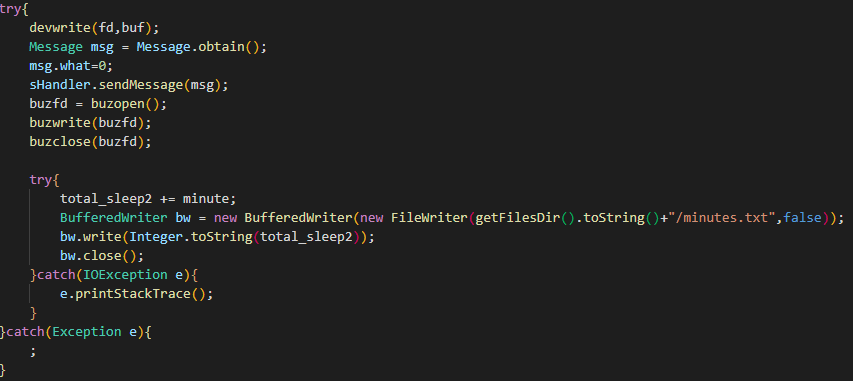 try{
    devwrite(fd,buf);
    Message msg = Message.obtain();
    msg.what=0;
    sHandler.sendMessage(msg);
    buzfd = buzopen();
    buzwrite(buzfd);
    buzclose(buzfd);

    try{
        total_sleep2 += minute;
        BufferedWriter bw = new BufferedWriter(new FileWriter(getFilesDir().toString()+"/minutes.txt",false));
        bw.write(Integer.toString(total_sleep2));
        bw.close();
    }catch(IOException e){
        e.printStackTrace();
    }
}catch(Exception e){
    ;
}